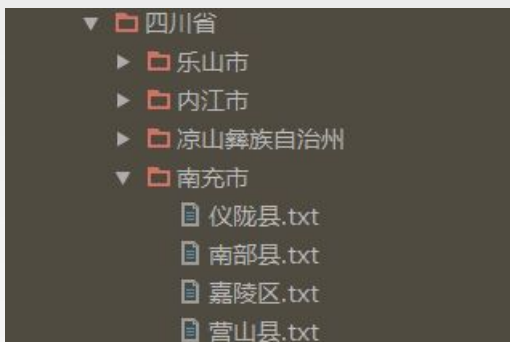 四川省
乐山市
内江市
凉山彝族自治州
南充市
仪陇县.txt
南部县.txt
嘉陵区.txt
营山县.txt